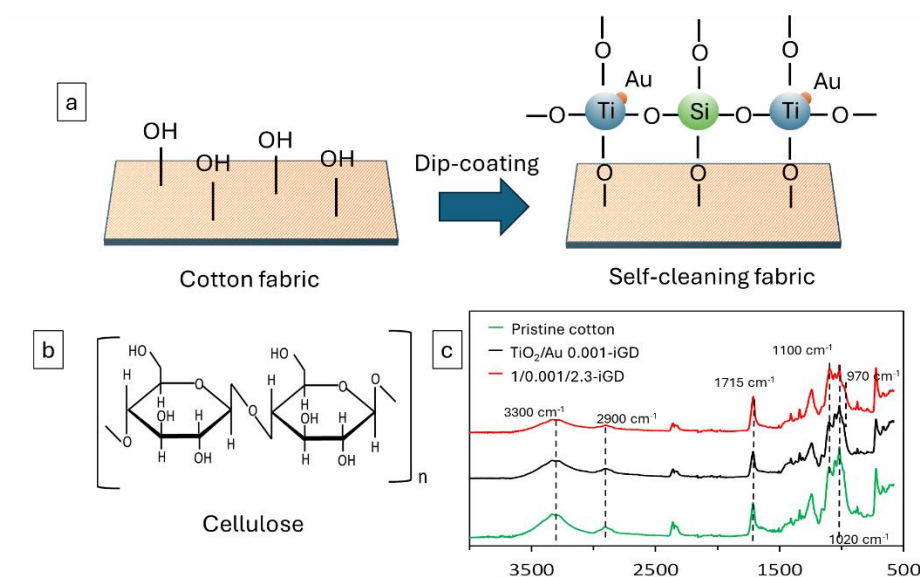 a
OH
OH
OH
OH
Cotton fabric
Dip-coating
O
O
O
Au
Au
O
Ti
O
Si
O
Ti
O
O
O
O
Self-cleaning fabric
b
HO
HO
H
O
H
O
H
H
OH
H
H
O
OH
H
H
O
H
OH
H
OH
n
Cellulose
c
Pristine cotton
TiO2/Au 0.001-iGD
1/0.001/2.3-iGD
1100 cm-1
970 cm-1
1715 cm-1
3300 cm-1
2900 cm-1
1020 cm-1
3500 2500 1500 500